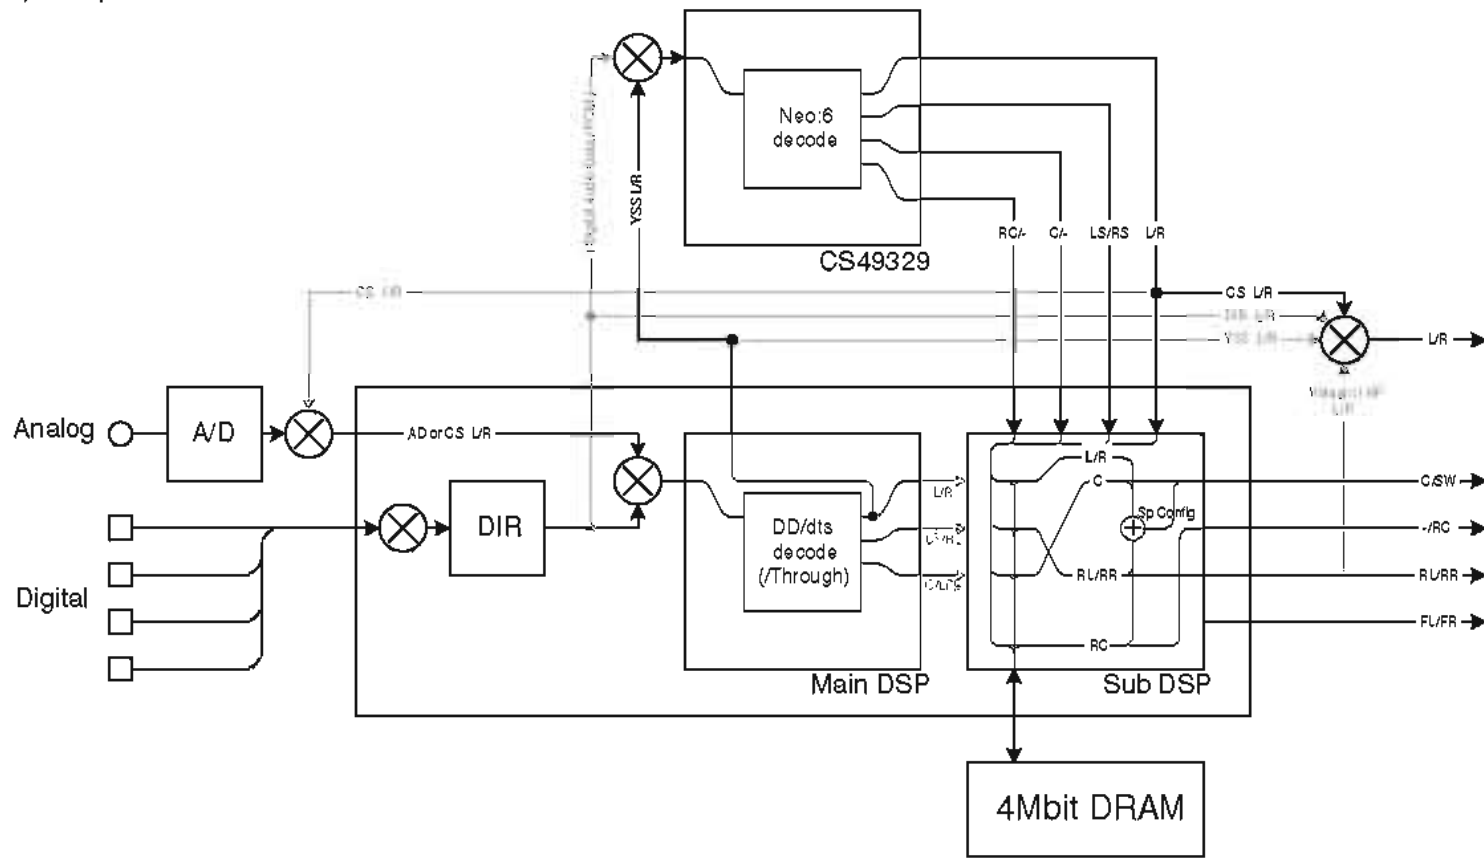 Neo:6
decode
YSS L/R
RC/-
C/-
LS/RS
L/R
CS49329
CS L/R
YSS L/R
L/R
Analog
A/D
AD or CS L/R
L/R
C
L/R
C/SW
DIR
DD/dts
decode
(/Through)
Sp Config
-/RC
Digital
RL/RR
RL/RR
FL/FR
RC
Main DSP
Sub DSP
4Mbit DRAM